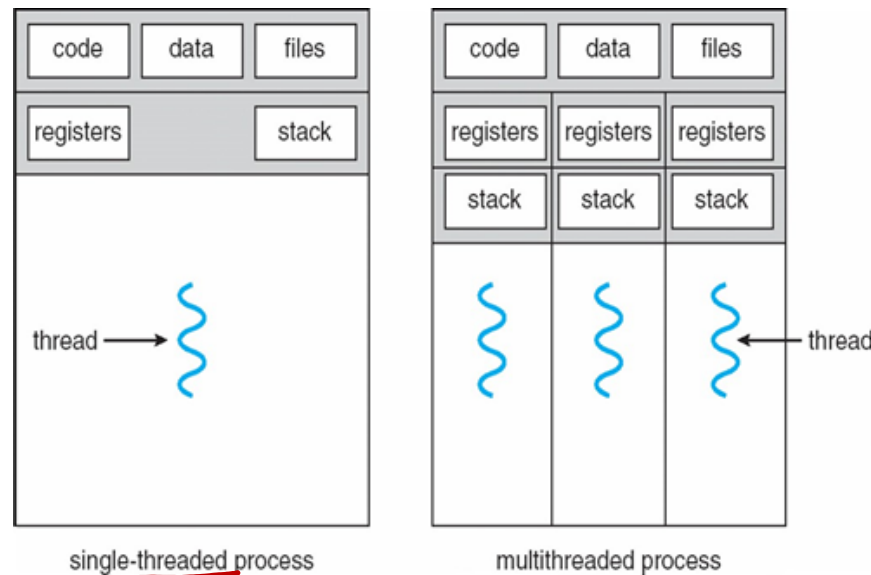 code data files
registers stack
thread
single-threaded process
code data files
registers registers registers
stack stack stack
thread
multithreaded process